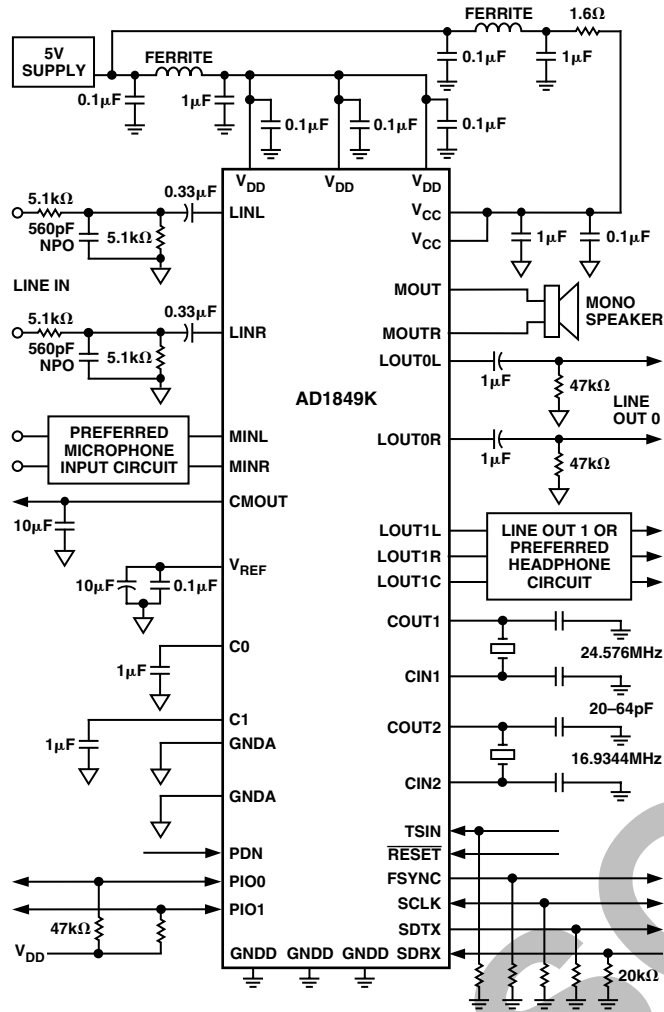 FERRITE
1.6Ω
5V
SUPPLY
FERRITE
0.1μF
1μF
0.1μF
1μF
0.1μF
0.1μF
0.1μF
VDD
VDD
VDD
5.1kΩ
0.33μF
LINL
560pF
NPO
5.1kΩ
VCC
VCC
1μF
0.1μF
LINE IN
MOUT
MONO
SPEAKER
MOUTR
5.1kΩ
0.33μF
LINR
560pF
NPO
5.1kΩ
LOUT0L
1μF
47kΩ
LINE
OUT 0
AD1849K
PREFERRED
MICROPHONE
INPUT CIRCUIT
MINL
MINR
LOUT0R
1μF
47kΩ
CMOUT
10μF
LOUT1L
LOUT1R
LOUT1C
LINE OUT 1 OR
PREFERRED
HEADPHONE
CIRCUIT
VREF
10μF
0.1μF
C0
1μF
COUT1
24.576MHz
CIN1
20–64pF
C1
1μF
GNDA
COUT2
16.9344MHz
CIN2
GNDA
TSIN
PDN
RESET
PIO0
FSYNC
PIO1
SCLK
47kΩ
SDTX
VDD
GNDD GNDD GNDD
SDRX
20kΩ